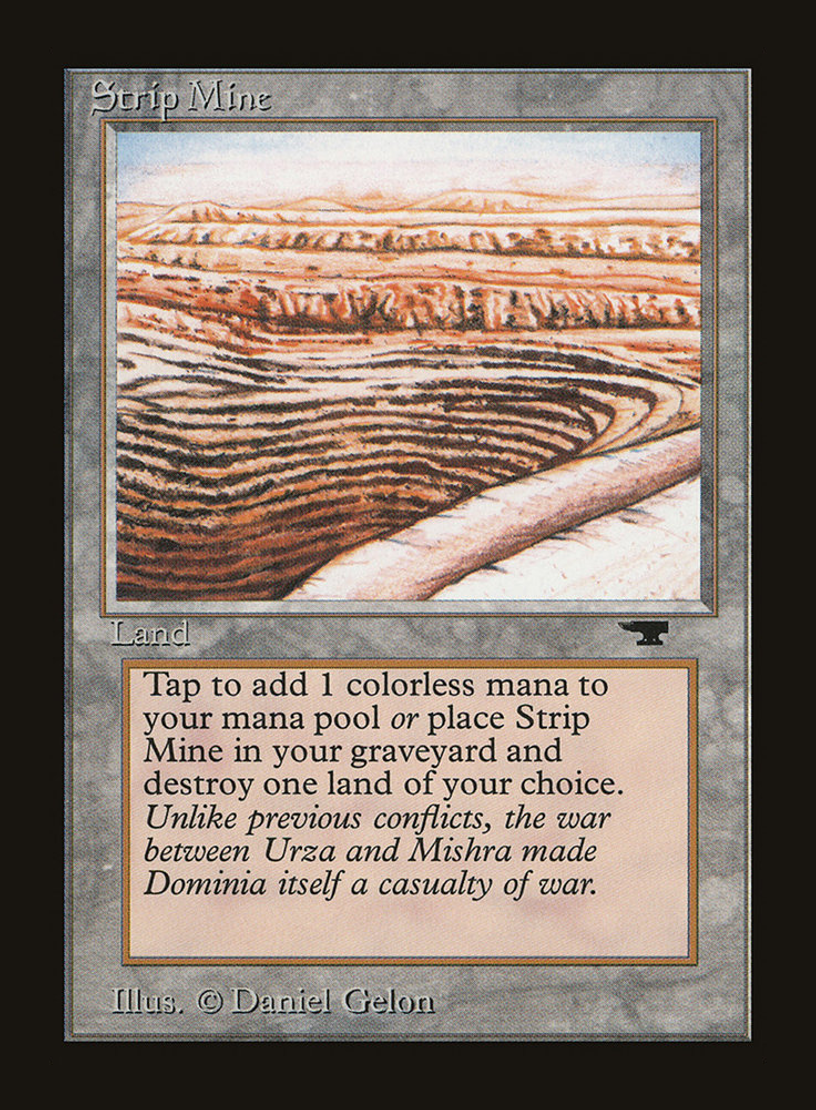 Strip Mine
Land
Tap to add 1 colorless mana to
your mana pool or place Strip
Mine in your graveyard and
destroy one land of your choice.
Unlike previous conflicts, the war
between Urza and Mishra made
Dominia itself a casualty of war.
Illus. © Daniel Gelon